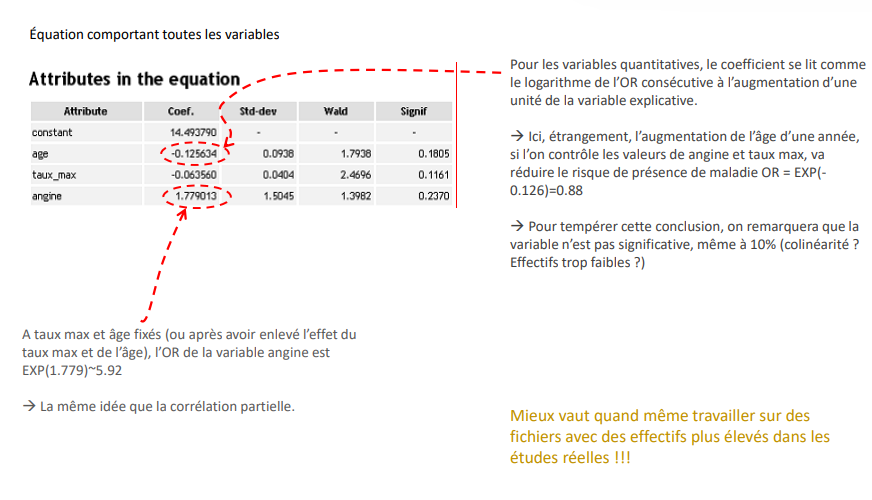 Équation comportant toutes les variables
Attributes in the equation
Attribute Coef. Std-dev Wald Signif
constant 14.493790 - - -
age -0.125634 0.0938 1.7938 0.1805
taux_max -0.063560 0.0404 2.4696 0.1161
angine 1.779013 1.5045 1.3982 0.2370
A taux max et âge fixés (ou après avoir enlevé l’effet du
taux max et de l’âge), l’OR de la variable angine est
EXP(1.779)~5.92
→ La même idée que la corrélation partielle.
Pour les variables quantitatives, le coefficient se lit comme
le logarithme de l’OR consécutive à l’augmentation d’une
unité de la variable explicative.
→ Ici, étrangement, l’augmentation de l’âge d’une année,
si l’on contrôle les valeurs de angine et taux max, va
réduire le risque de présence de maladie OR = EXP(-
0.126)=0.88
→ Pour tempérer cette conclusion, on remarquera que la
variable n’est pas significative, même à 10% (colinéarité ?
Effectifs trop faibles ?)
Mieux vaut quand même travailler sur des
fichiers avec des effectifs plus élevés dans les
études réelles !!!